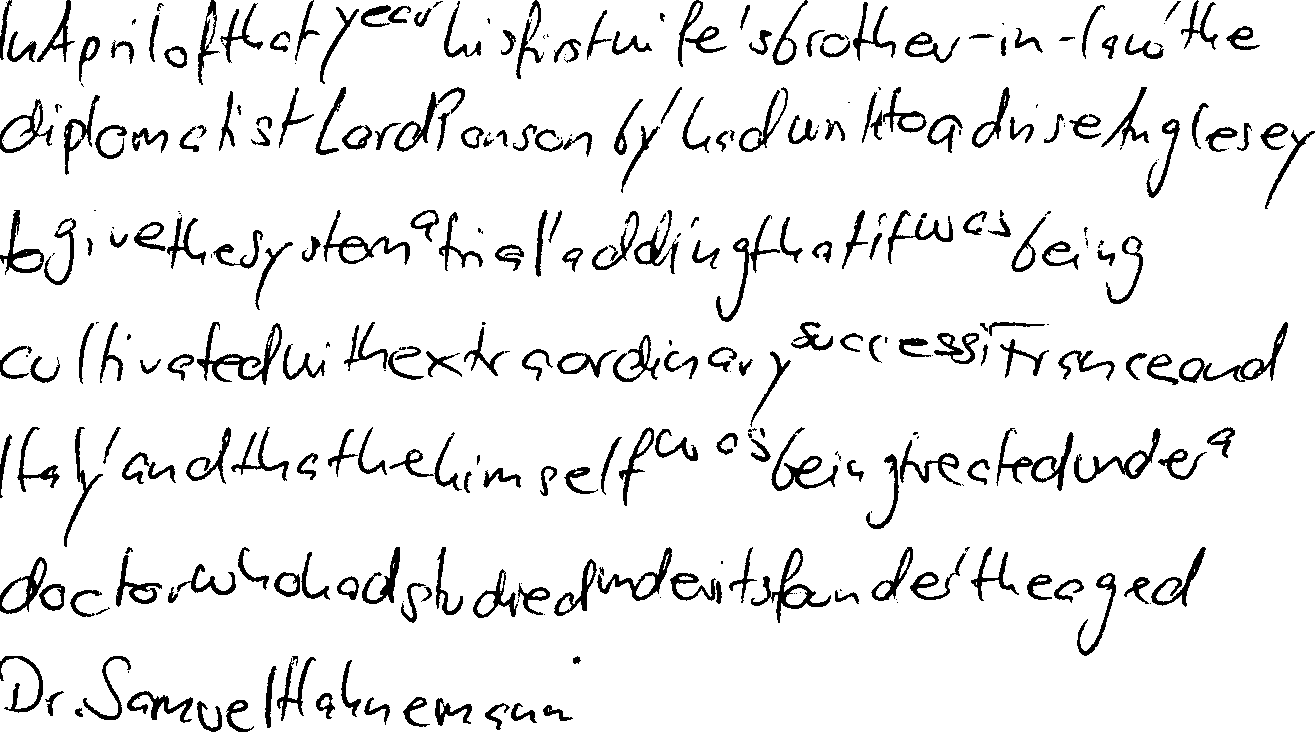 In April of that year his first wife's brother-in-law, the
diplomatist Lord Ponsonby, had writ to advise Anglesey
to give the system a trial, adding that it was being
cultivated with extraordinary success in France and
Italy, and that he himself was being treated under a
doctor who had studied under its founder, the aged
Dr. Samuel Hahnemann.